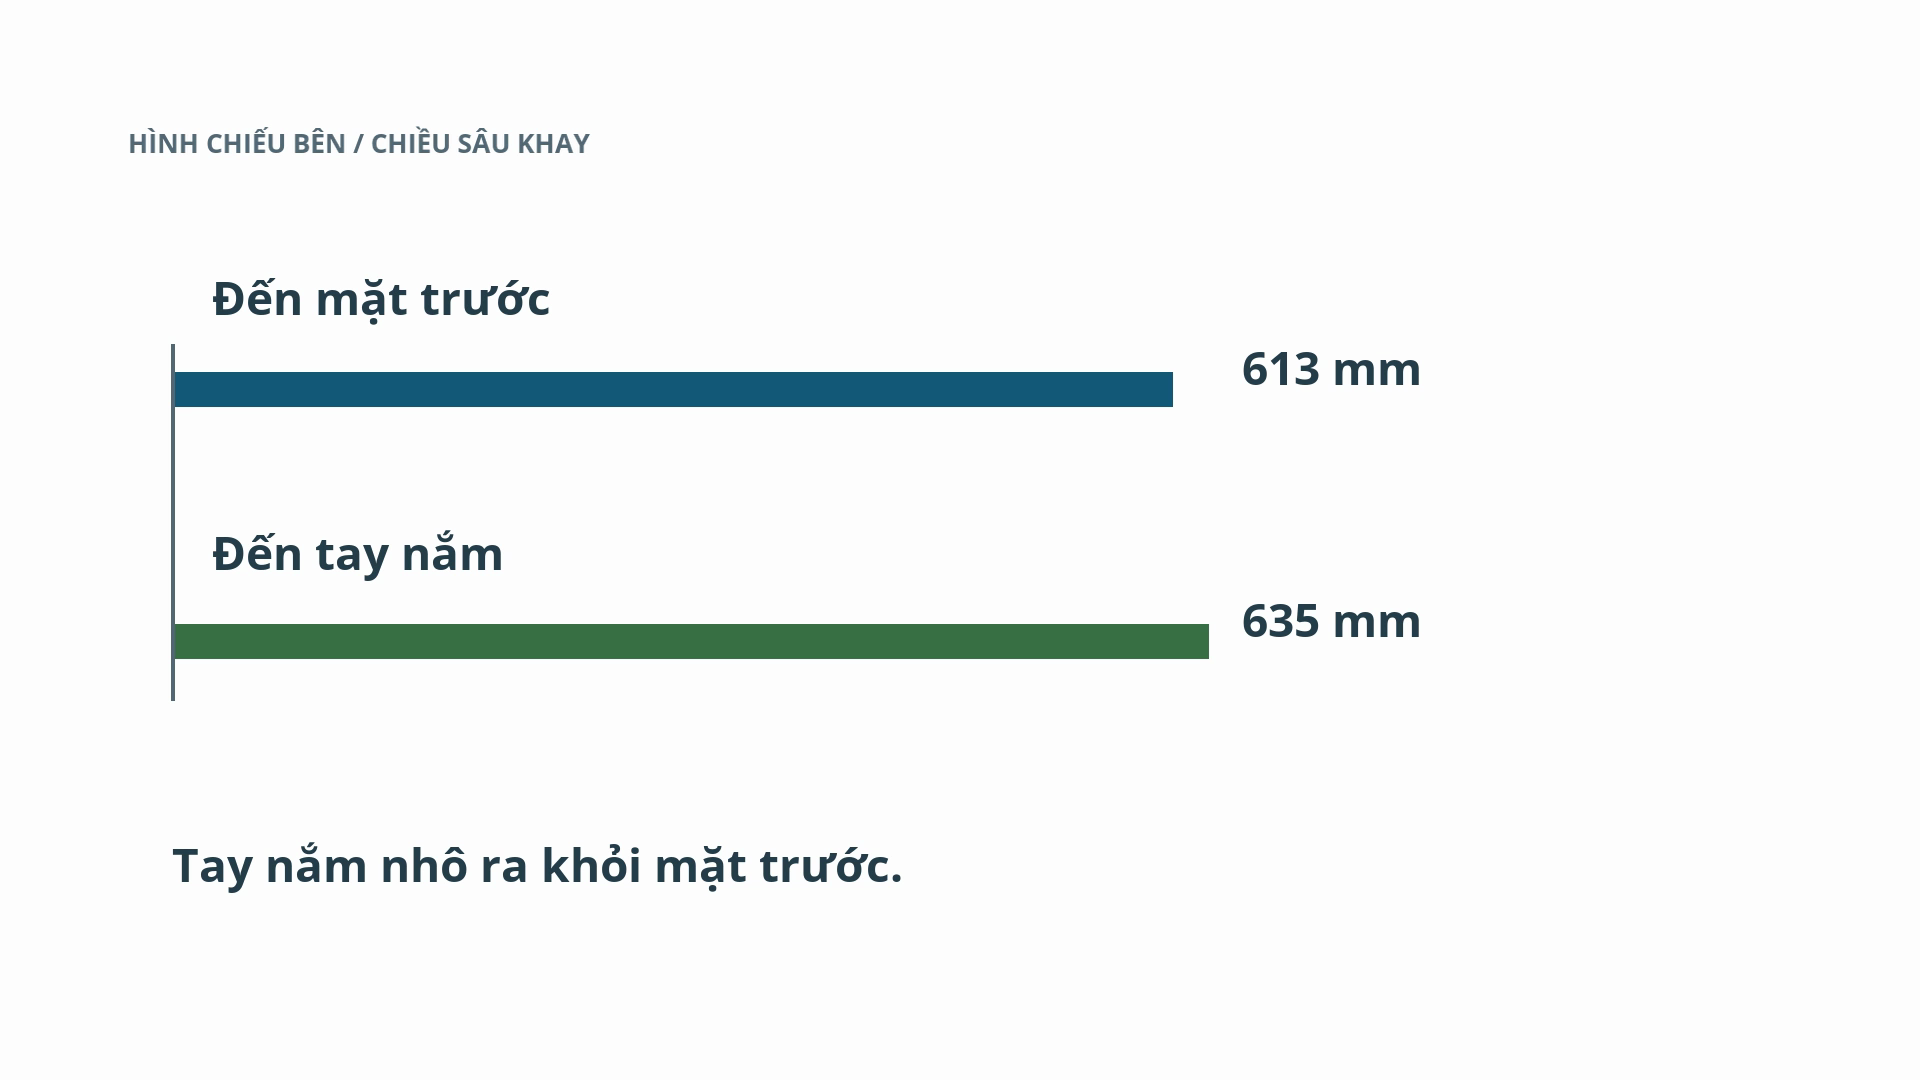 HÌNH CHIẾU BÊN / CHIỀU SÂU KHAY
Đến mặt trước
613 mm
Đến tay nắm
635 mm
Tay nắm nhô ra khỏi mặt trước.